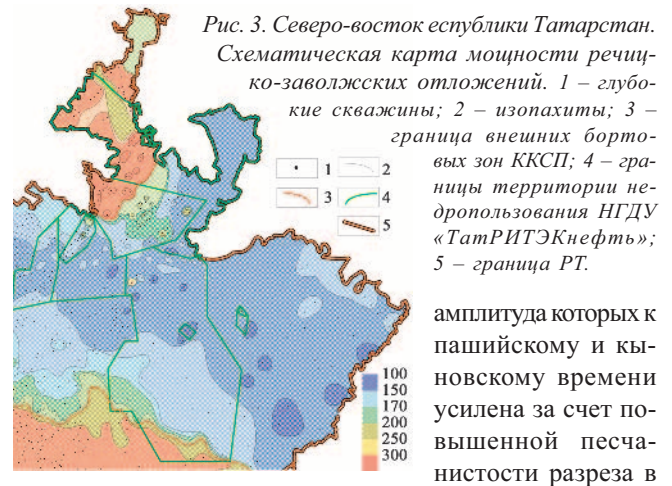 Рис. 3. Северо-восток еспублики Татарстан.
Схематическая карта мощности речиц-
ко-заволжских отложений. 1 – глубо-
кие скважины; 2 – изопахиты; 3 –
граница внешних борто-
вых зон ККСП; 4 – гра-
ницы территории не-
дропользования НГДУ
«ТатРИТЭКнефть»;
5 – граница РТ.
1 2
3 4
5
амплитуда которых к
пашийскому и кы-
новскому времени
усилена за счет по-
вышенной песча-
нистости разреза в
100
150
170
200
250
300